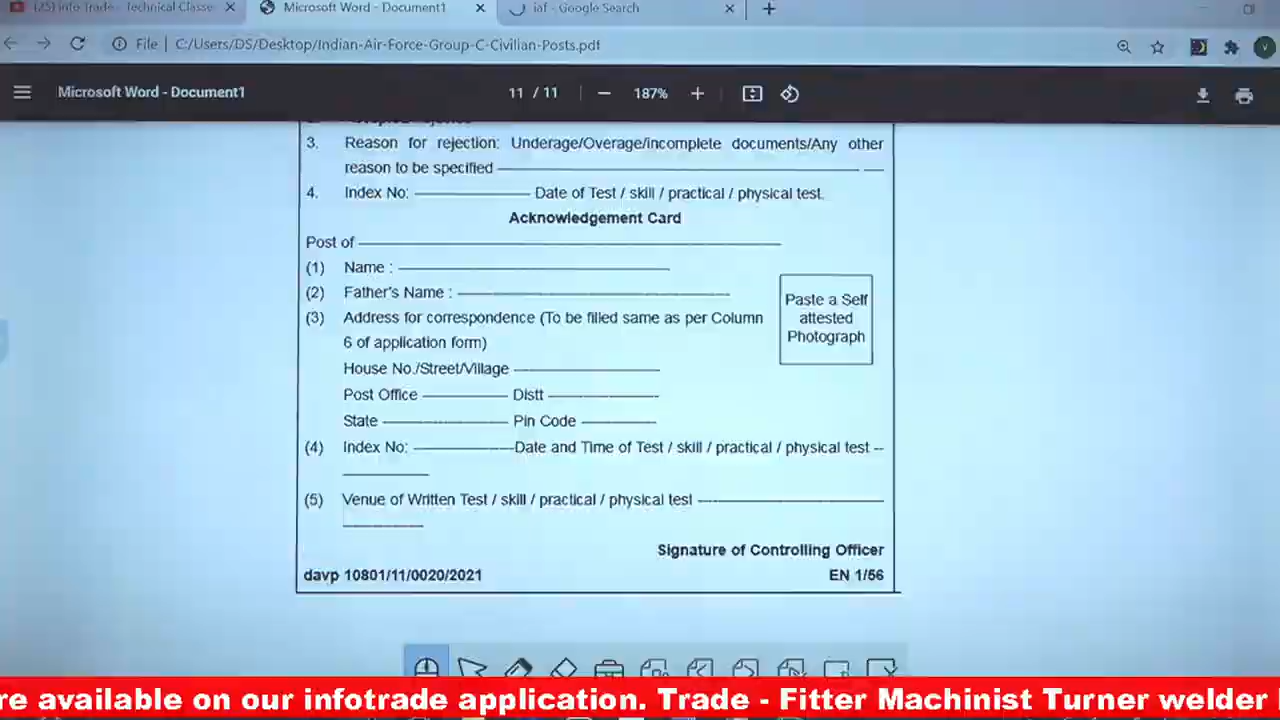 (25) Info Trade - Technical Classe
Microsoft Word - Document1
iaf - Google Search
File
C:/Users/DS/Desktop/Indian-Air-Force-Group-C-Civilian-Posts.pdf
V
Microsoft Word - Document1
11 / 11
187%
3. Reason for rejection: Underage/Overage/Incomplete documents/Any other
reason to be specified
4. Index No: Date of Test / skill / practical / physical test.
Acknowledgement Card
Post of
(1) Name :
(2) Father's Name :
Paste a Self
attested
Photograph
(3) Address for correspondence (To be filled same as per Column
6 of application form)
House No./Street/Village
Post Office Distt
State Pin Code
(4) Index No: Date and Time of Test / skill / practical / physical test
(5) Venue of Written Test / skill / practical / physical test
Signature of Controlling Officer
davp 10801/11/0020/2021 EN 1/56
re available on our infotrade application. Trade - Fitter Machinist Turner welder